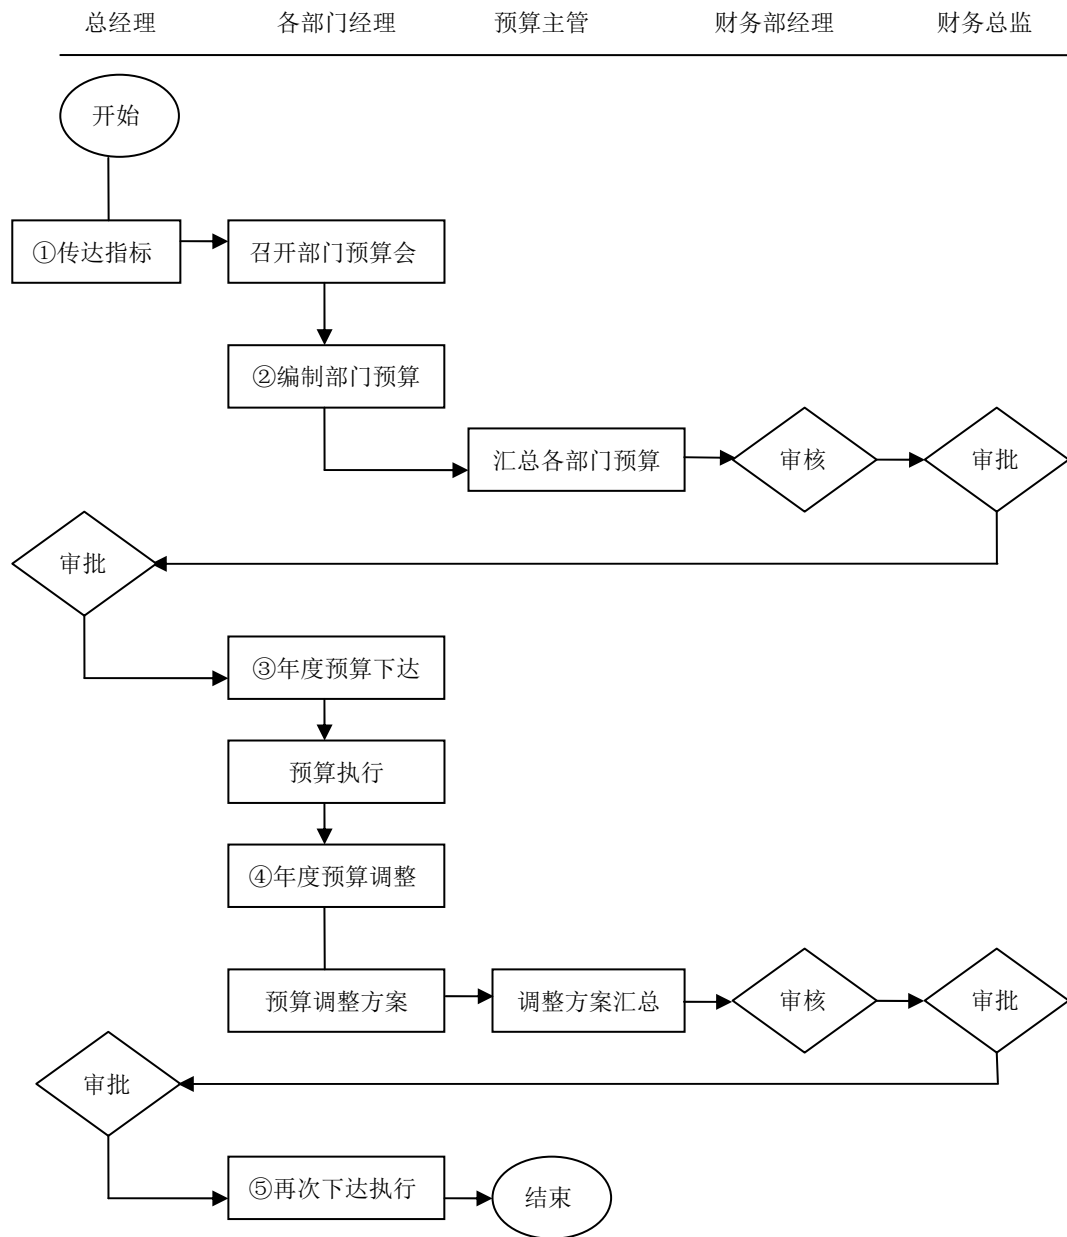 总经理 各部门经理 预算主管 财务部经理 财务总监
开始
①传达指标
召开部门预算会
②编制部门预算
汇总各部门预算
审核
审批
审批
③年度预算下达
预算执行
④年度预算调整
预算调整方案
调整方案汇总
审核
审批
审批
⑤再次下达执行
结束